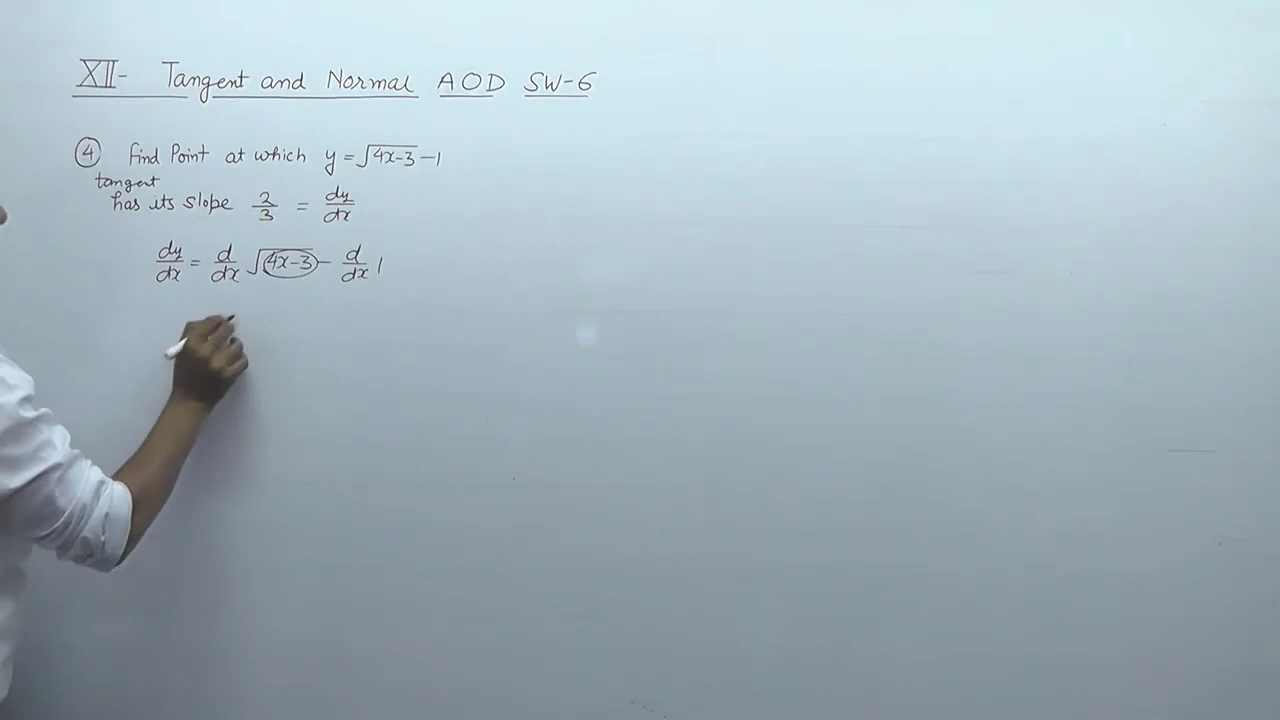 XII- Tangent and Normal AOD SW-6
④ Find Point at which y = √(4x-3) -1
tangent
has its slope 2/3 = dy/dx
dy/dx = d/dx √(4x-3) - d/dx 1